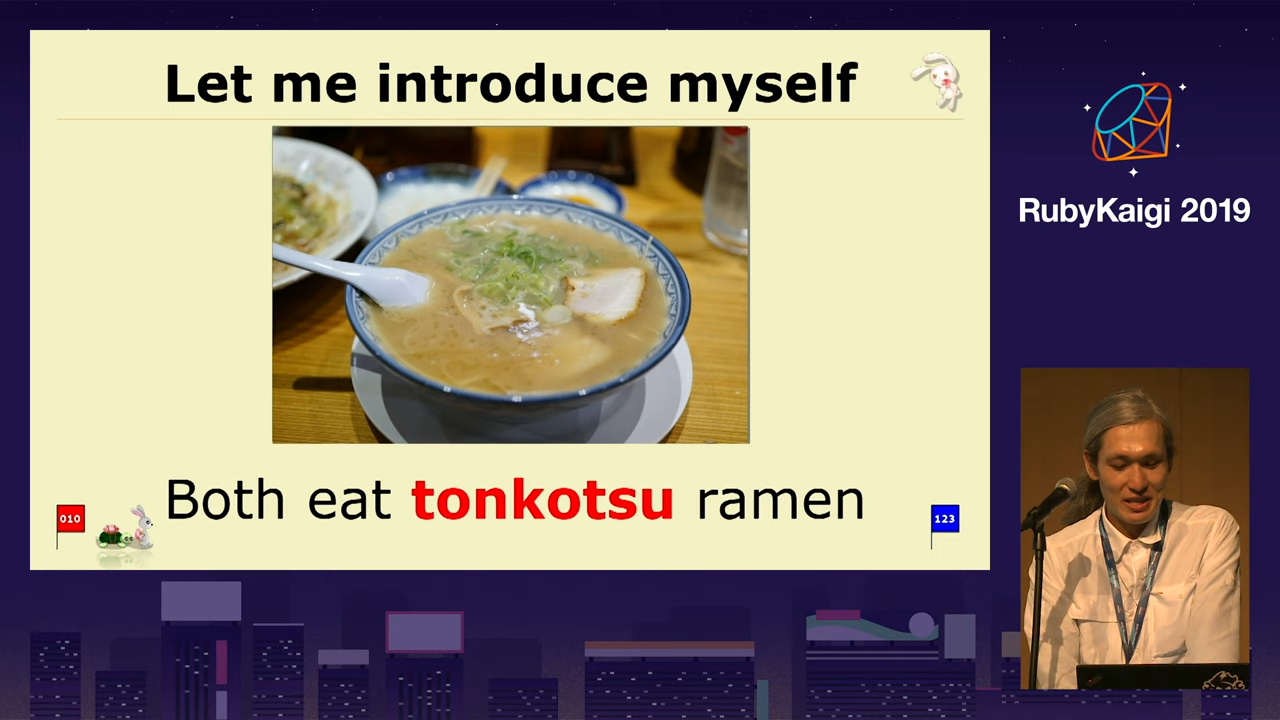 Let me introduce myself
Both eat tonkotsu ramen
010
123
RubyKaigi 2019